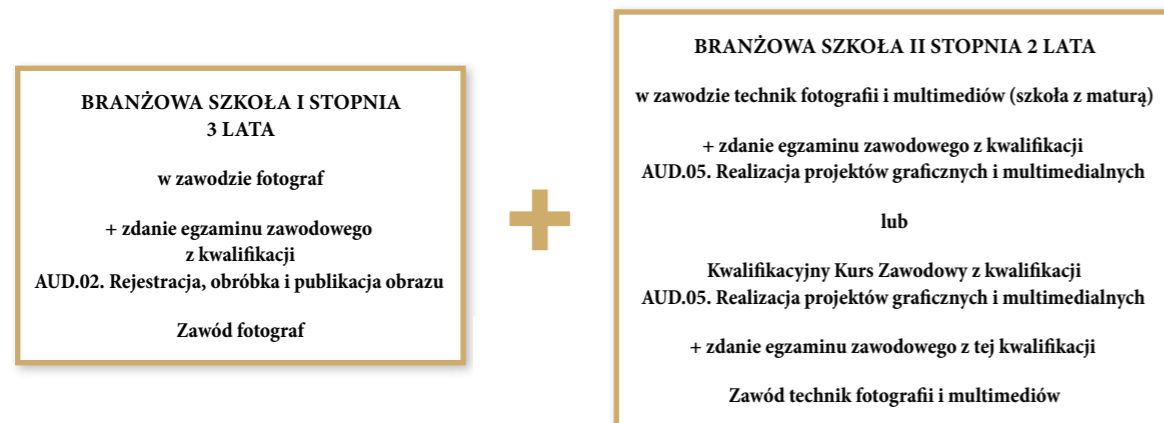 BRANŻOWA SZKOŁA I STOPNIA
3 LATA
w zawodzie fotograf
+ zdanie egzaminu zawodowego
z kwalifikacji
AUD.02. Rejestracja, obróbka i publikacja obrazu
Zawód fotograf
+
BRANŻOWA SZKOŁA II STOPNIA 2 LATA
w zawodzie technik fotografii i multimediów (szkoła z maturą)
+ zdanie egzaminu zawodowego z kwalifikacji
AUD.05. Realizacja projektów graficznych i multimedialnych
lub
Kwalifikacyjny Kurs Zawodowy z kwalifikacji
AUD.05. Realizacja projektów graficznych i multimedialnych
+ zdanie egzaminu zawodowego z tej kwalifikacji
Zawód technik fotografii i multimediów